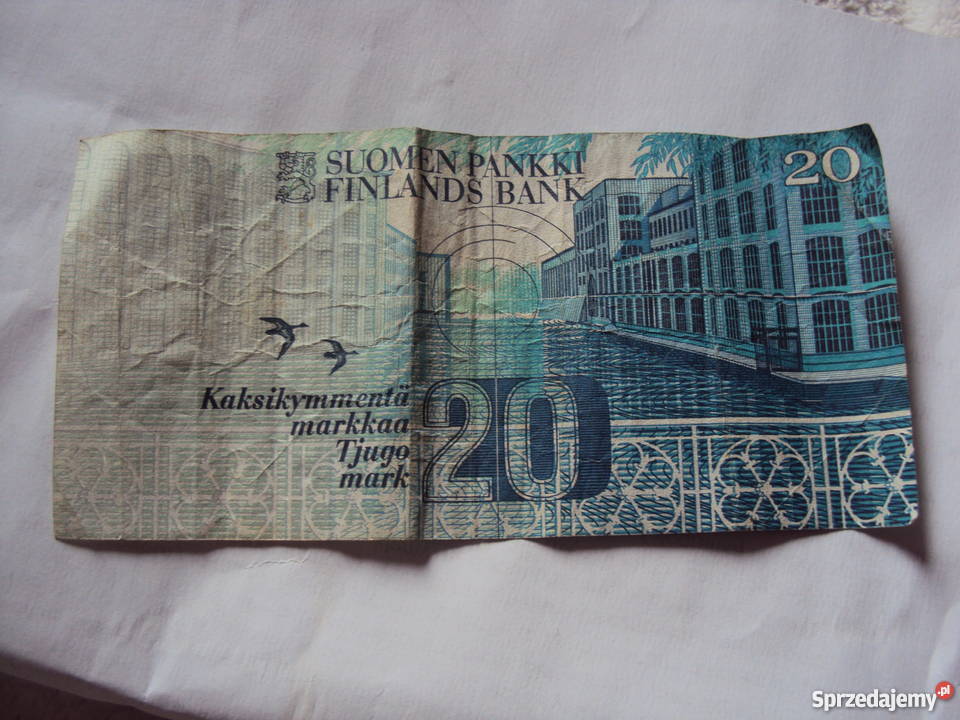 SUOMEN PANKKI
FINLANDS BANK
20
Kaksikymmentä
markkaa
Tjugo
mark
20
Sprzedajemy.pl